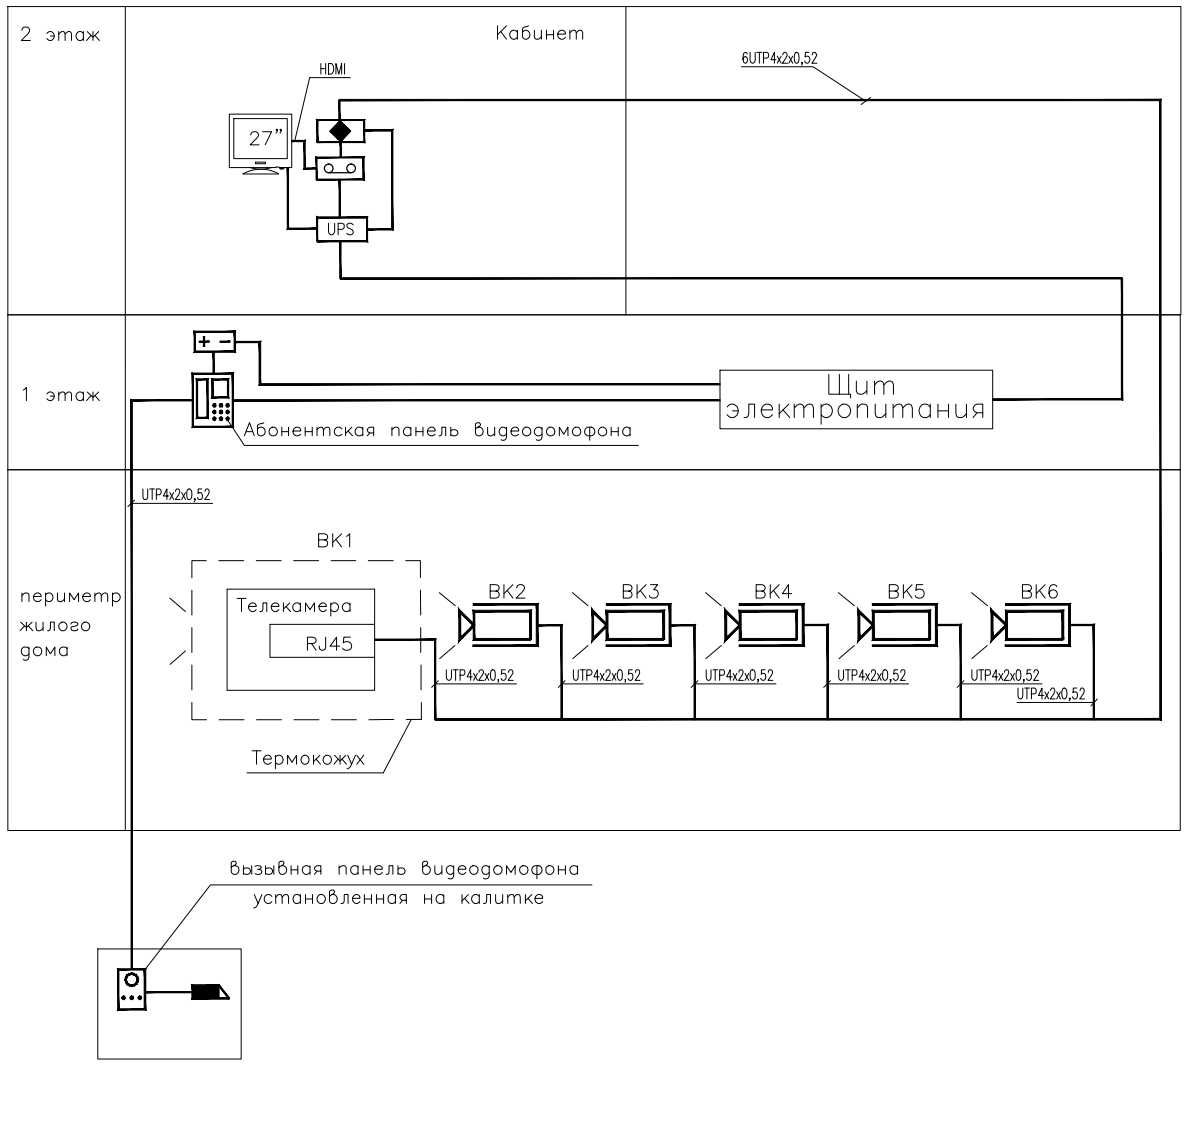 2 этаж
Кабинет
6UTP4x2x0,52
HDMI
27"
UPS
+ -
1 этаж
Щит
электропитания
Абонентская панель видеодомофона
UTP4x2x0,52
ВК1
периметр
жилого
дома
Телекамера
RJ45
ВК2
ВК3
ВК4
ВК5
ВК6
UTP4x2x0,52
UTP4x2x0,52
UTP4x2x0,52
UTP4x2x0,52
UTP4x2x0,52
UTP4x2x0,52
Термокожух
вызывная панель видеодомофона
установленная на калитке